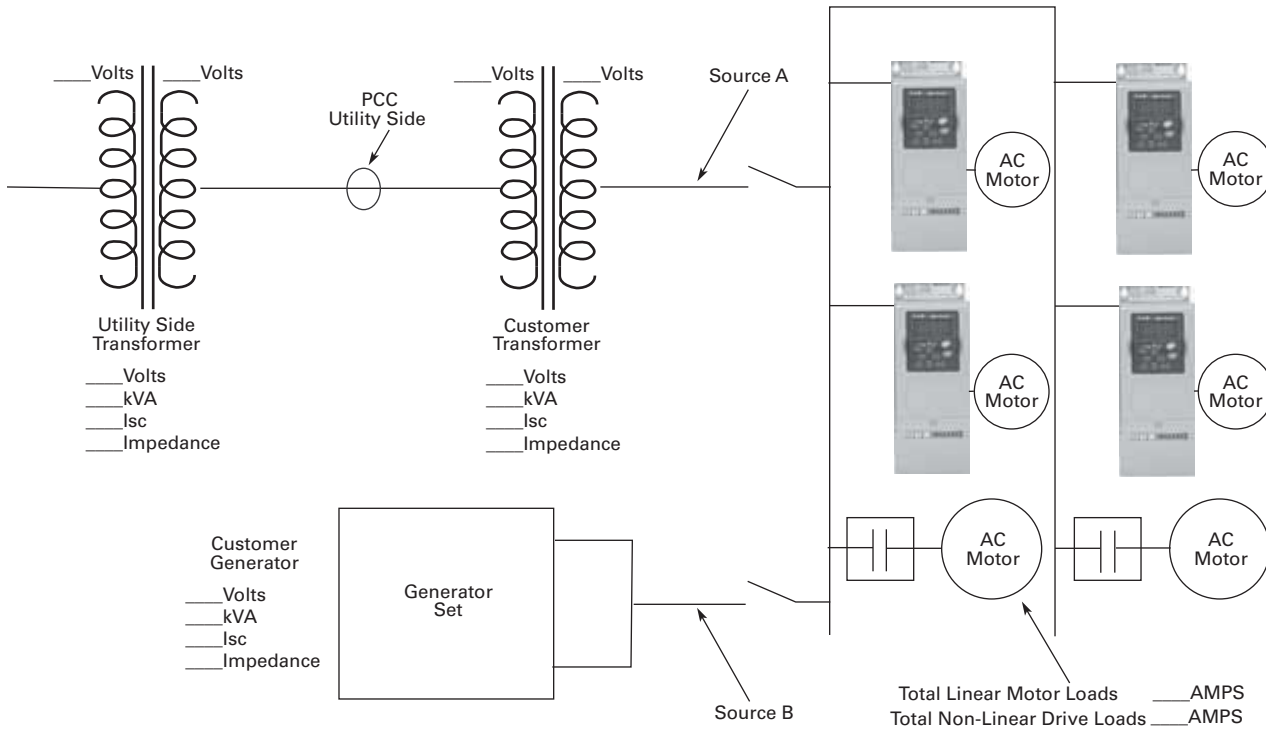 ____Volts ____Volts
PCC
Utility Side
____Volts ____Volts
Source A
AC
Motor
AC
Motor
Utility Side
Transformer
____Volts
____kVA
____Isc
____Impedance
Customer
Transformer
____Volts
____kVA
____Isc
____Impedance
AC
Motor
AC
Motor
Customer
Generator
____Volts
____kVA
____Isc
____Impedance
Generator
Set
Source B
AC
Motor
AC
Motor
Total Linear Motor Loads ____AMPS
Total Non-Linear Drive Loads ____AMPS